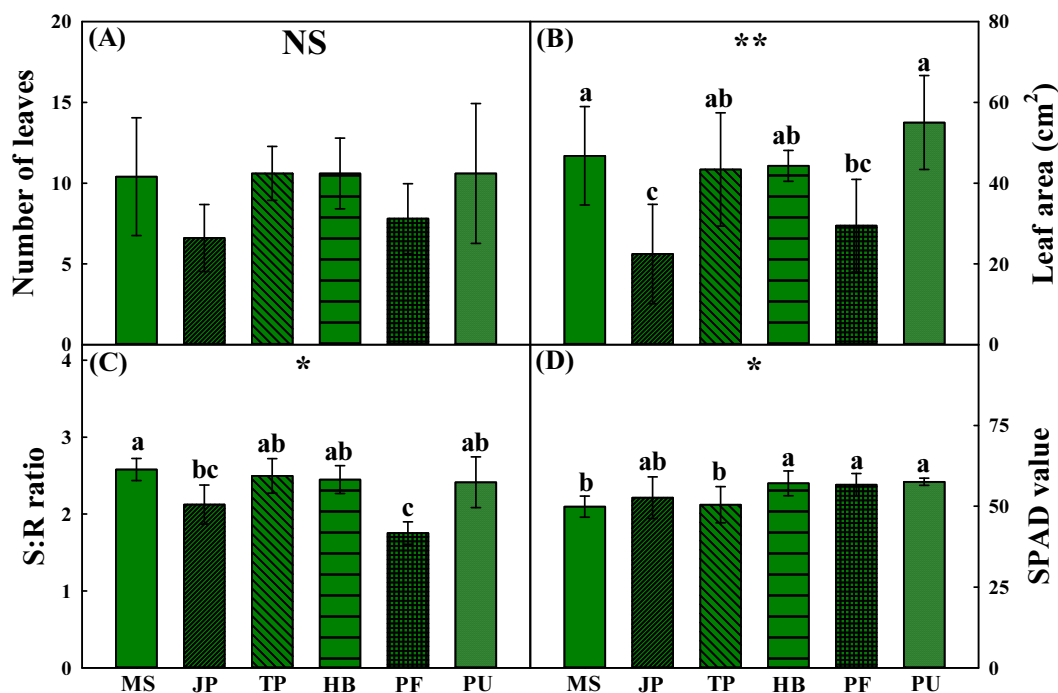 (A)
NS
20
15
10
5
0
Number of leaves
(B)
**
a
c
ab
ab
bc
a
80
60
40
20
0
Leaf area (cm²)
(C)
*
4
3
2
1
0
S:R ratio
a
bc
ab
ab
c
ab
MS JP TP HB PF PU
(D)
*
b
ab
b
a
a
a
75
50
25
0
SPAD value
MS JP TP HB PF PU